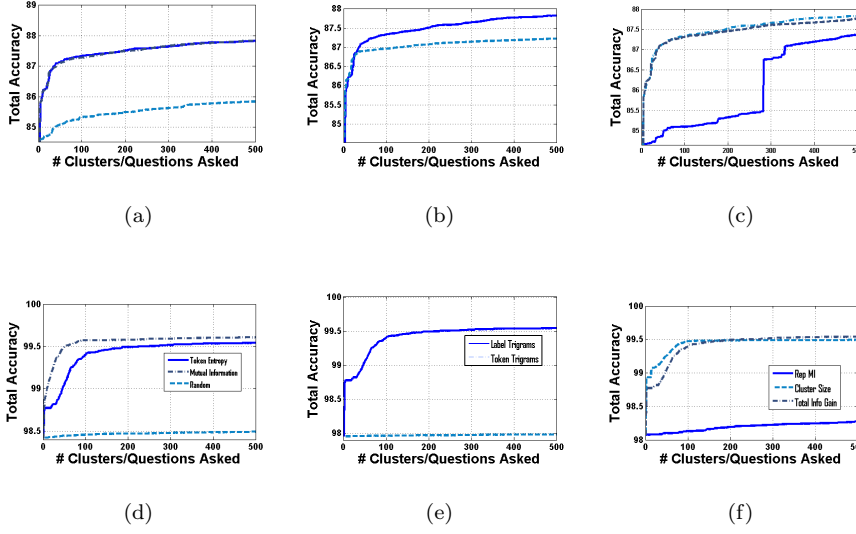 89
88
87
86
85
0 100 200 300 400 500
Total Accuracy
# Clusters/Questions Asked
(a)
88
87.5
87
86.5
86
85.5
85
0 100 200 300 400 500
Total Accuracy
# Clusters/Questions Asked
(b)
88
87.5
87
86.5
86
85.5
85
0 100 200 300 400 500
Total Accuracy
# Clusters/Questions Asked
(c)
100
99.5
99
98.5
0 100 200 300 400 500
Total Accuracy
# Clusters/Questions Asked
Token Entropy
Mutual Information
Random
(d)
100
99.5
99
98.5
98
0 100 200 300 400 500
Total Accuracy
# Clusters/Questions Asked
Label Trigrams
Token Trigrams
(e)
100
99.5
99
98.5
98
0 100 200 300 400 500
Total Accuracy
# Clusters/Questions Asked
Rep MI
Cluster Size
Total Info Gain
(f)